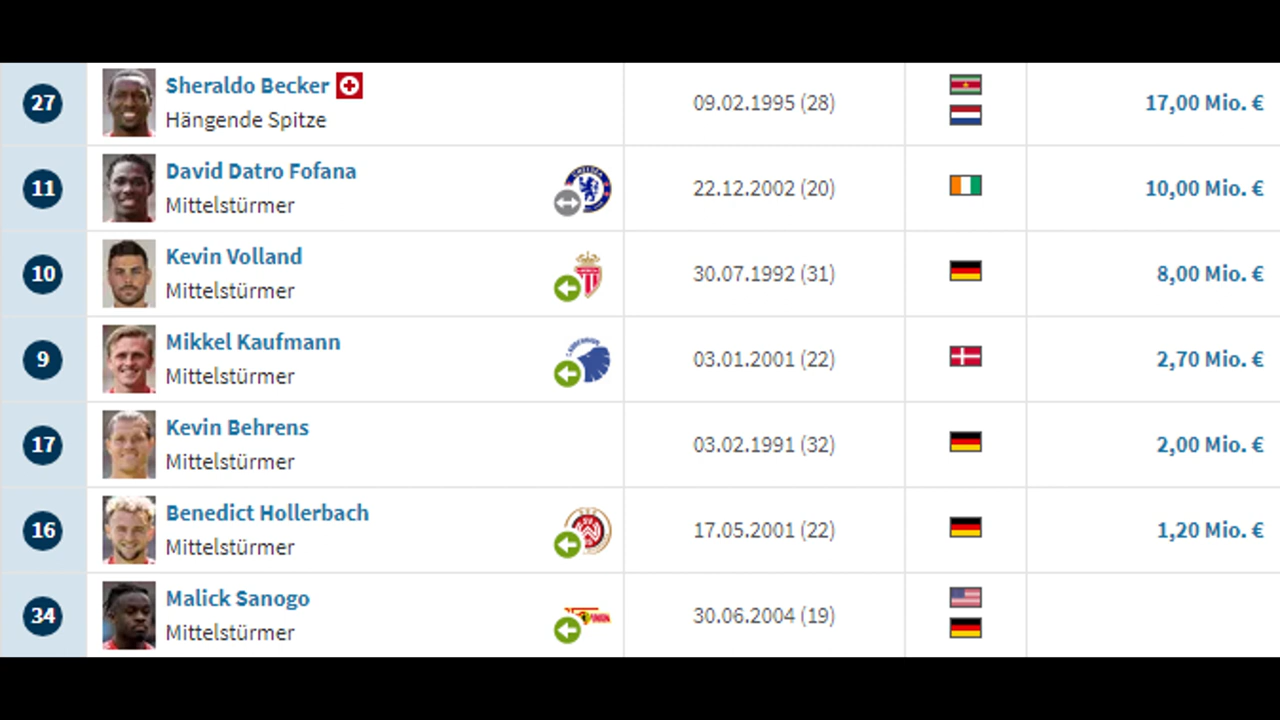 27
Sheraldo Becker
Hängende Spitze
09.02.1995 (28)
17,00 Mio. €
11
David Datro Fofana
Mittelstürmer
CHELSEA
22.12.2002 (20)
10,00 Mio. €
10
Kevin Volland
Mittelstürmer
30.07.1992 (31)
8,00 Mio. €
9
Mikkel Kaufmann
Mittelstürmer
03.01.2001 (22)
2,70 Mio. €
17
Kevin Behrens
Mittelstürmer
03.02.1991 (32)
2,00 Mio. €
16
Benedict Hollerbach
Mittelstürmer
17.05.2001 (22)
1,20 Mio. €
34
Malick Sanogo
Mittelstürmer
UNION
30.06.2004 (19)